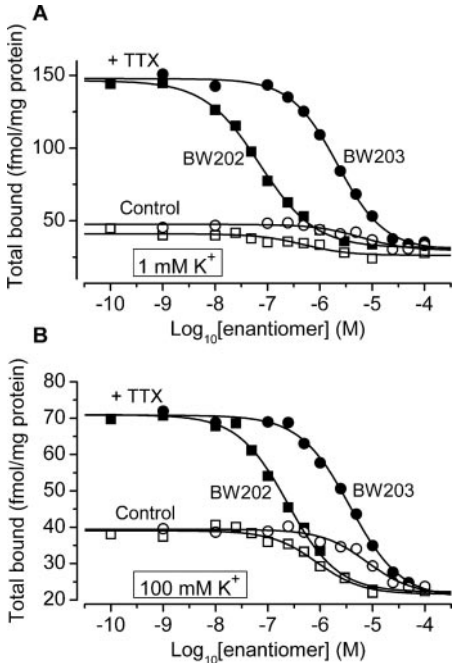 A
Total bound (fmol/mg protein)
150
100
50
+ TTX
BW202
BW203
Control
1 mM K⁺
-10 -9 -8 -7 -6 -5 -4
Log₁₀[enantiomer] (M)
B
Total bound (fmol/mg protein)
80
70
60
50
40
30
20
+ TTX
BW202
BW203
Control
100 mM K⁺
-10 -9 -8 -7 -6 -5 -4
Log₁₀[enantiomer] (M)